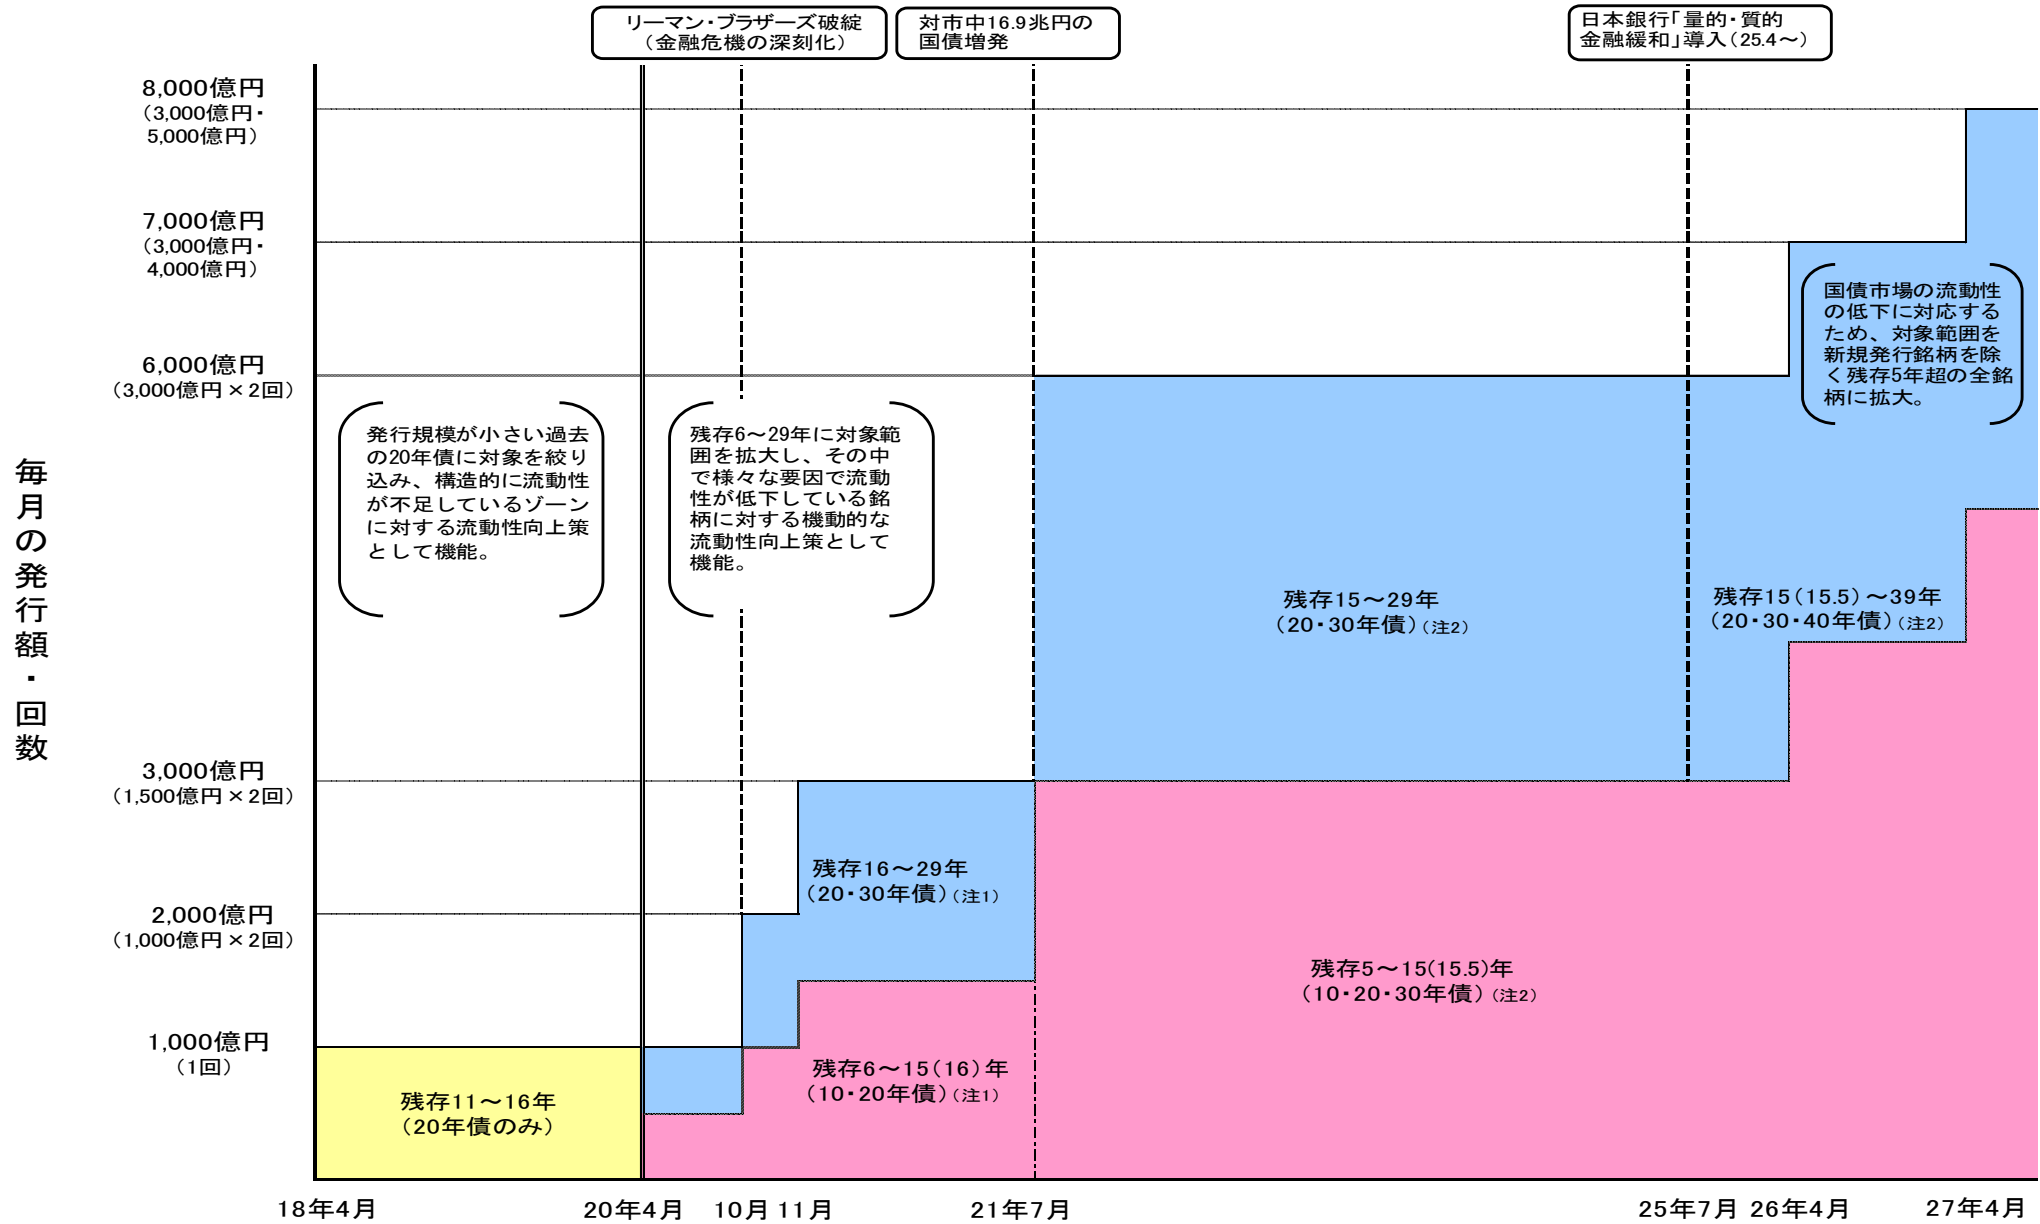 リーマン・ブラザーズ破綻
（金融危機の深刻化）
対市中16.9兆円の
国債増発
日本銀行「量的・質的
金融緩和」導入（25.4～）
毎月の発行額・回数
8,000億円
（3,000億円・
5,000億円）
7,000億円
（3,000億円・
4,000億円）
6,000億円
（3,000億円×2回）
3,000億円
（1,500億円×2回）
2,000億円
（1,000億円×2回）
1,000億円
（1回）
発行規模が小さい過去
の20年債に対象を絞り
込み、構造的に流動性
が不足しているゾーン
に対する流動性向上策
として機能。
残存6～29年に対象範
囲を拡大し、その中
で様々な要因で流動
性が低下している銘
柄に対する機動的な
流動性向上策として
機能。
国債市場の流動性
の低下に対応する
ため、対象範囲を
新規発行銘柄を除
く残存5年超の全銘
柄に拡大。
残存15～29年
（20・30年債）（注2）
残存15（15.5）～39年
（20・30・40年債）（注2）
残存16～29年
（20・30年債）（注1）
残存5～15(15.5)年
（10・20・30年債）（注2）
残存6～15（16）年
（10・20年債）（注1）
残存11～16年
（20年債のみ）
18年4月
20年4月
10月
11月
21年7月
25年7月
26年4月
27年4月